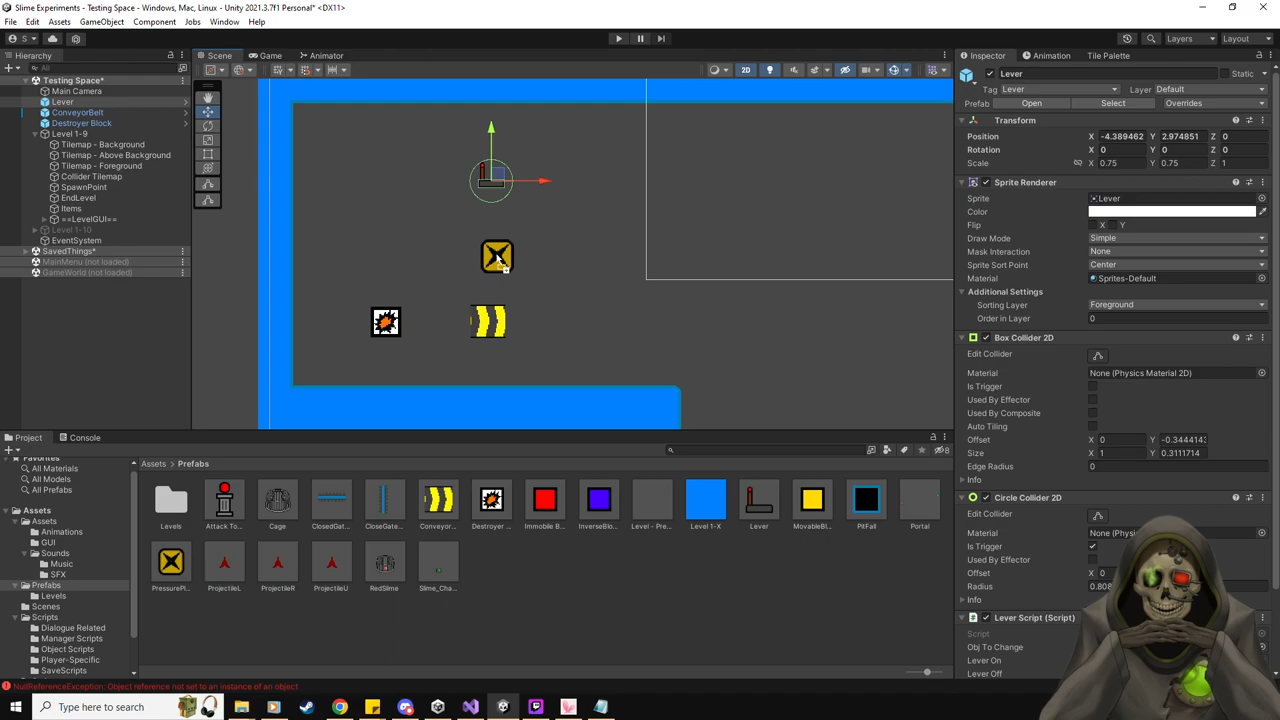 Slime Experiments - Testing Space - Windows, Mac, Linux - Unity 2021.3.7f1 Personal* <DX11>
File Edit Assets GameObject Component Jobs Window Help
S Layers Layout
Hierarchy Scene Game Animator Inspector Animation Tile Palette
All
2D
Testing Space*
Main Camera
Lever
ConveyorBelt
Destroyer Block
Level 1-9
Tilemap - Background
Tilemap - Above Background
Tilemap - Foreground
Collider Tilemap
SpawnPoint
EndLevel
Items
==LevelGUI==
Level 1-10
EventSystem
SavedThings*
MainMenu (not loaded)
GameWorld (not loaded)
Lever Static
Tag Lever Layer Default
Prefab Open Select Overrides
Transform
Position X -4.389462 Y 2.974851 Z 0
Rotation X 0 Y 0 Z 0
Scale X 0.75 Y 0.75 Z 1
Sprite Renderer
Sprite Lever
Color
Flip X Y
Draw Mode Simple
Mask Interaction None
Sprite Sort Point Center
Material Sprites-Default
Additional Settings
Sorting Layer Foreground
Order in Layer 0
Box Collider 2D
Edit Collider
Material None (Physics Material 2D)
Is Trigger
Used By Effector
Used By Composite
Auto Tiling
Offset X 0 Y -0.3444143
Size X 1 Y 0.3111714
Edge Radius 0
Info
Circle Collider 2D
Edit Collider
Material None (Phys
Is Trigger
Used By Effector
Offset X 0
Radius 0.808
Info
Lever Script (Script)
Script
Obj To Change
Lever On
Lever Off
Project Console
8
Favorites
All Materials
All Models
All Prefabs
Assets
Assets
Animations
GUI
Sounds
Music
SFX
Prefabs
Levels
Scenes
Scripts
Dialogue Related
Manager Scripts
Object Scripts
Player-Specific
SaveScripts
Assets > Prefabs
Levels Attack To... Cage ClosedGat... CloseGate... Conveyor... Destroyer ... Immobile B... InverseBlo... Level - Pre... Level 1-X Lever MovableBl... PitFall Portal
PressurePl... ProjectileL ProjectileR ProjectileU RedSlime Slime_Cha...
NullReferenceException: Object reference not set to an instance of an object
Type here to search